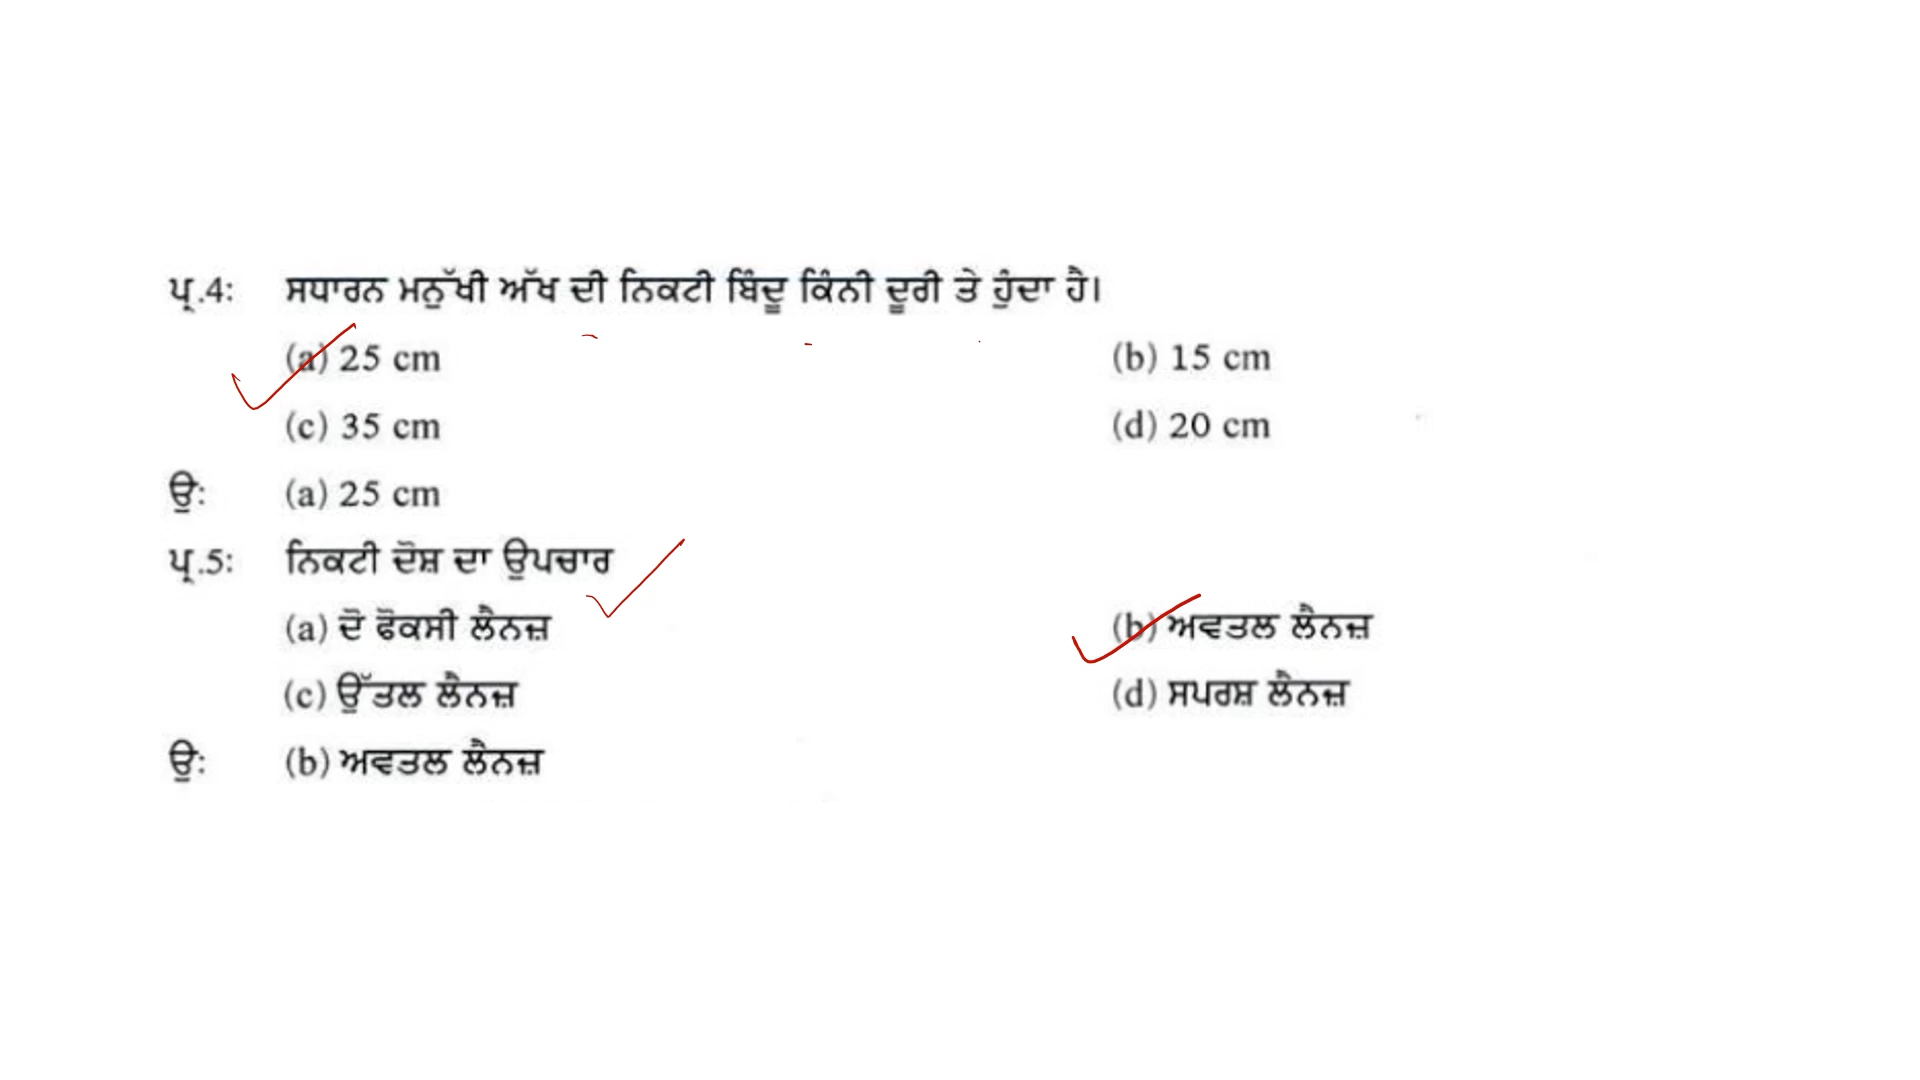 ਪ੍ਰ.4: ਸਧਾਰਨ ਮਨੁੱਖੀ ਅੱਖ ਦੀ ਨਿਕਟੀ ਬਿੰਦੂ ਕਿੰਨੀ ਦੂਰੀ ਤੇ ਹੁੰਦਾ ਹੈ।
(a) 25 cm (b) 15 cm
(c) 35 cm (d) 20 cm
ਉ: (a) 25 cm
ਪ੍ਰ.5: ਨਿਕਟੀ ਦੋਸ਼ ਦਾ ਉਪਚਾਰ
(a) ਦੋ ਫੋਕਸੀ ਲੈਨਜ਼ (b) ਅਵਤਲ ਲੈਨਜ਼
(c) ਉੱਤਲ ਲੈਨਜ਼ (d) ਸਪਰਸ਼ ਲੈਨਜ਼
ਉ: (b) ਅਵਤਲ ਲੈਨਜ਼